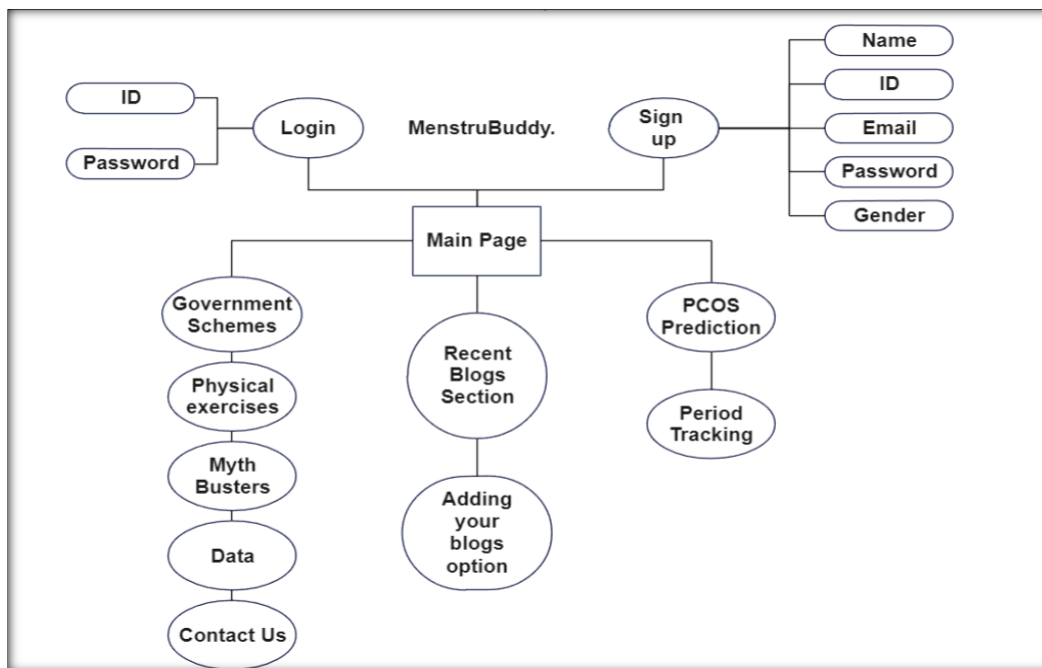 Name
ID
ID
Login
MenstruBuddy.
Sign
up
Email
Password
Password
Gender
Main Page
Government
Schemes
PCOS
Prediction
Recent
Blogs
Section
Physical
exercises
Period
Tracking
Myth
Busters
Adding
your
blogs
option
Data
Contact Us